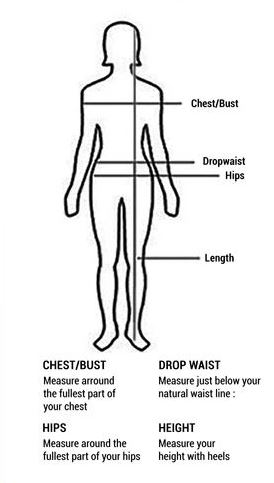 Chest/Bust
Dropwaist
Hips
Length
CHEST/BUST
Measure arround
the fullest part of
your chest
DROP WAIST
Measure just below your
natural waist line :
HIPS
Measure around the
fullest part of your hips
HEIGHT
Measure your
height with heels